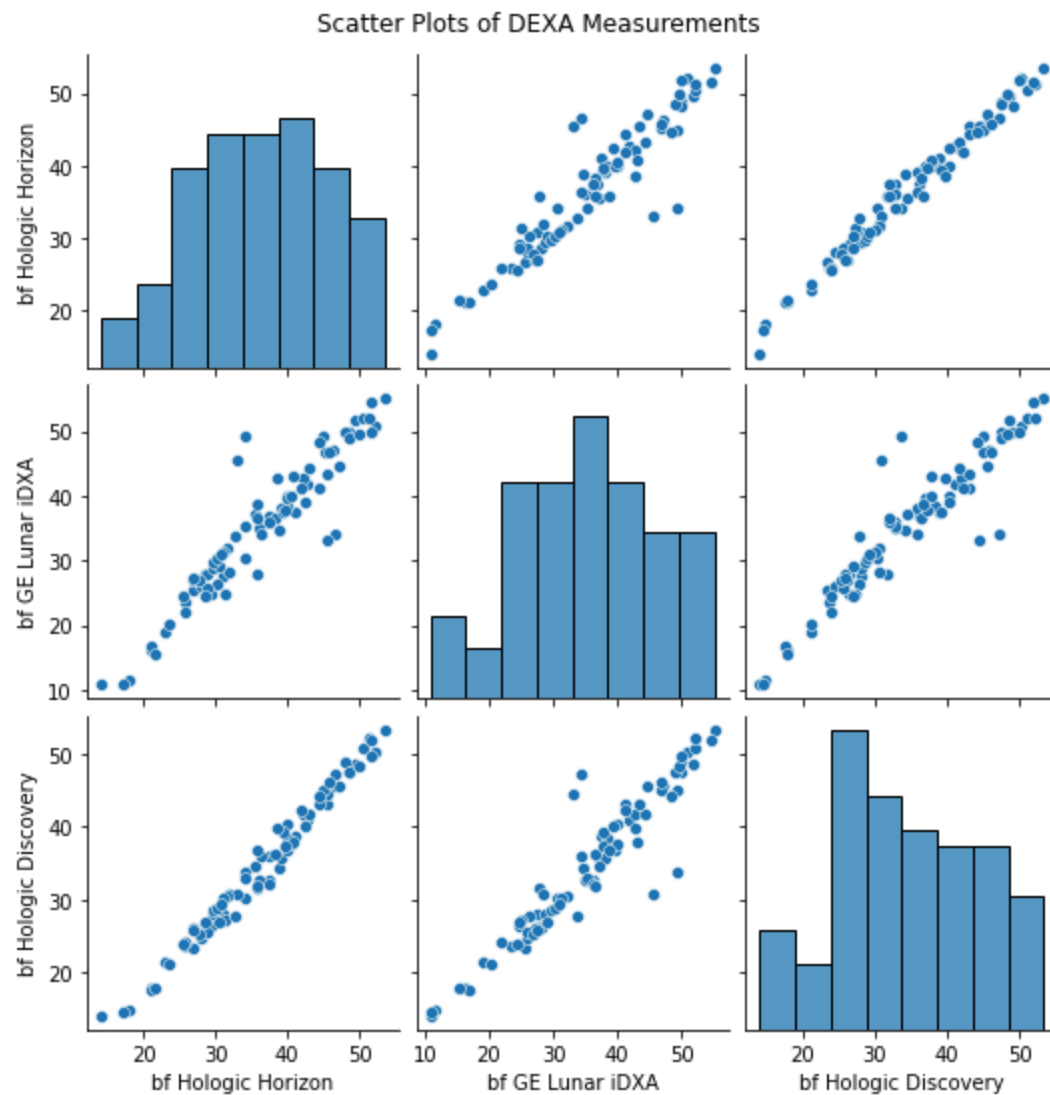 Scatter Plots of DEXA Measurements
50
40
30
20
bf Hologic Horizon
50
40
30
20
10
bf GE Lunar iDXA
50
40
30
20
bf Hologic Discovery
20 30 40 50
10 20 30 40 50
20 30 40 50
bf Hologic Horizon
bf GE Lunar iDXA
bf Hologic Discovery